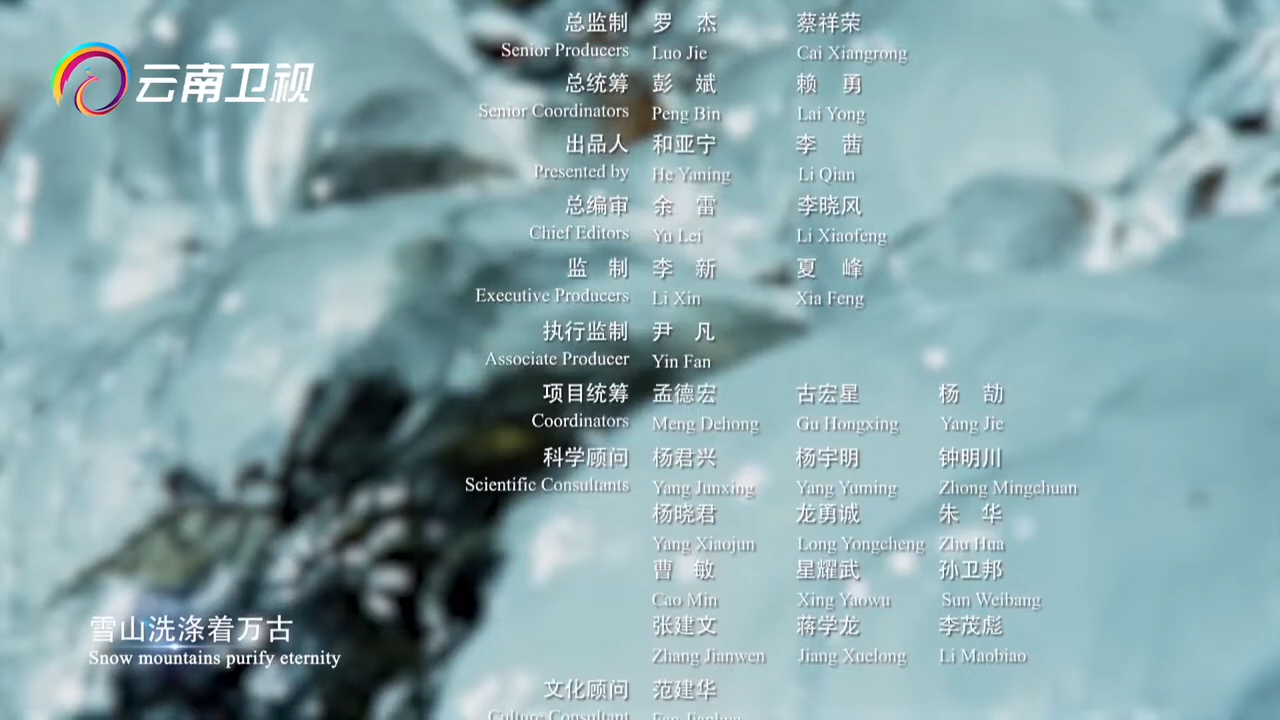 云南卫视
总监制 罗 杰 蔡祥荣
Senior Producers Luo Jie Cai Xiangrong
总统筹 彭 斌 赖 勇
Senior Coordinators Peng Bin Lai Yong
出品人 和亚宁 李 茜
Presented by He Yaning Li Qian
总编审 余 雷 李晓风
Chief Editors Yu Lei Li Xiaofeng
监 制 李 新 夏 峰
Executive Producers Li Xin Xia Feng
执行监制 尹 凡
Associate Producer Yin Fan
项目统筹 孟德宏 古宏星 杨 劼
Coordinators Meng Dehong Gu Hongxing Yang Jie
科学顾问 杨君兴 杨宇明 钟明川
Scientific Consultants Yang Junxing Yang Yuming Zhong Mingchuan
杨晓君 龙勇诚 朱 华
Yang Xiaojun Long Yongcheng Zhu Hua
曹 敏 星耀武 孙卫邦
Cao Min Xing Yaowu Sun Weibang
张建文 蒋学龙 李茂彪
Zhang Jianwen Jiang Xuelong Li Maobiao
文化顾问 范建华
Culture Consultant Fan Jianhua
雪山洗涤着万古
Snow mountains purify eternity